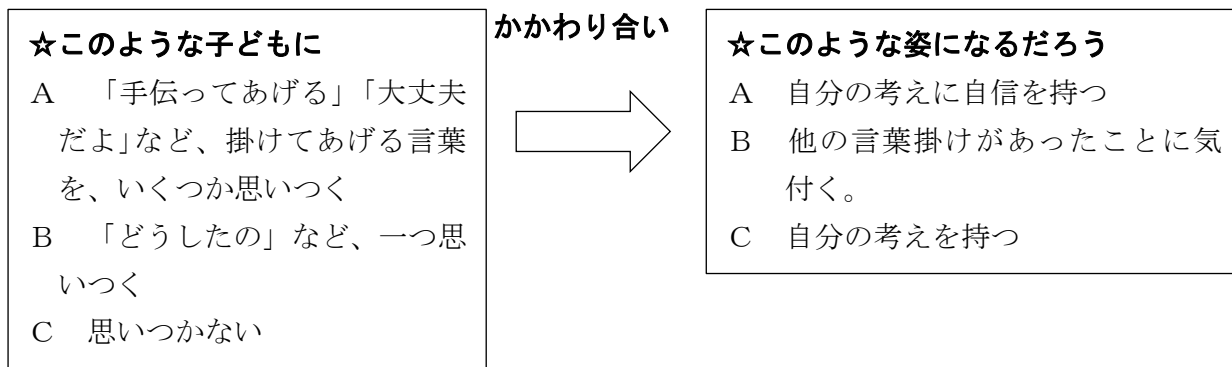 ☆このような子どもに
A 「手伝ってあげる」「大丈夫
だよ」など、掛けてあげる言葉
を、いくつか思いつく
B 「どうしたの」など、一つ思
いつく
C 思いつかない
かかわり合い
☆このような姿になるだろう
A 自分の考えに自信を持つ
B 他の言葉掛けがあったことに気
付く。
C 自分の考えを持つ